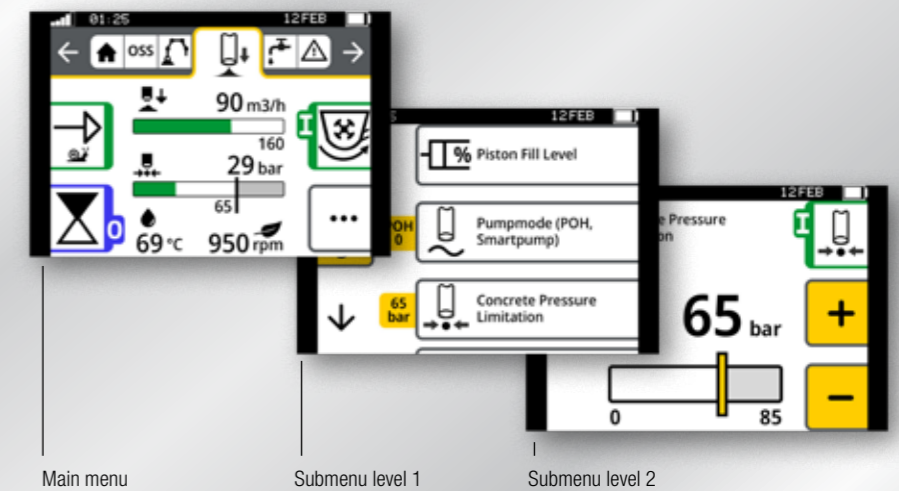 01:25 12FEB
OSS
90 m3/h
160
29 bar
65
69 °C 950 rpm
I
O
...
12FEB
% Piston Fill Level
POH
0
Pumpmode (POH,
Smartpump)
65
bar
Concrete Pressure
Limitation
12FEB
Pressure
I
65 bar
+
−
0 85
Main menu
Submenu level 1
Submenu level 2